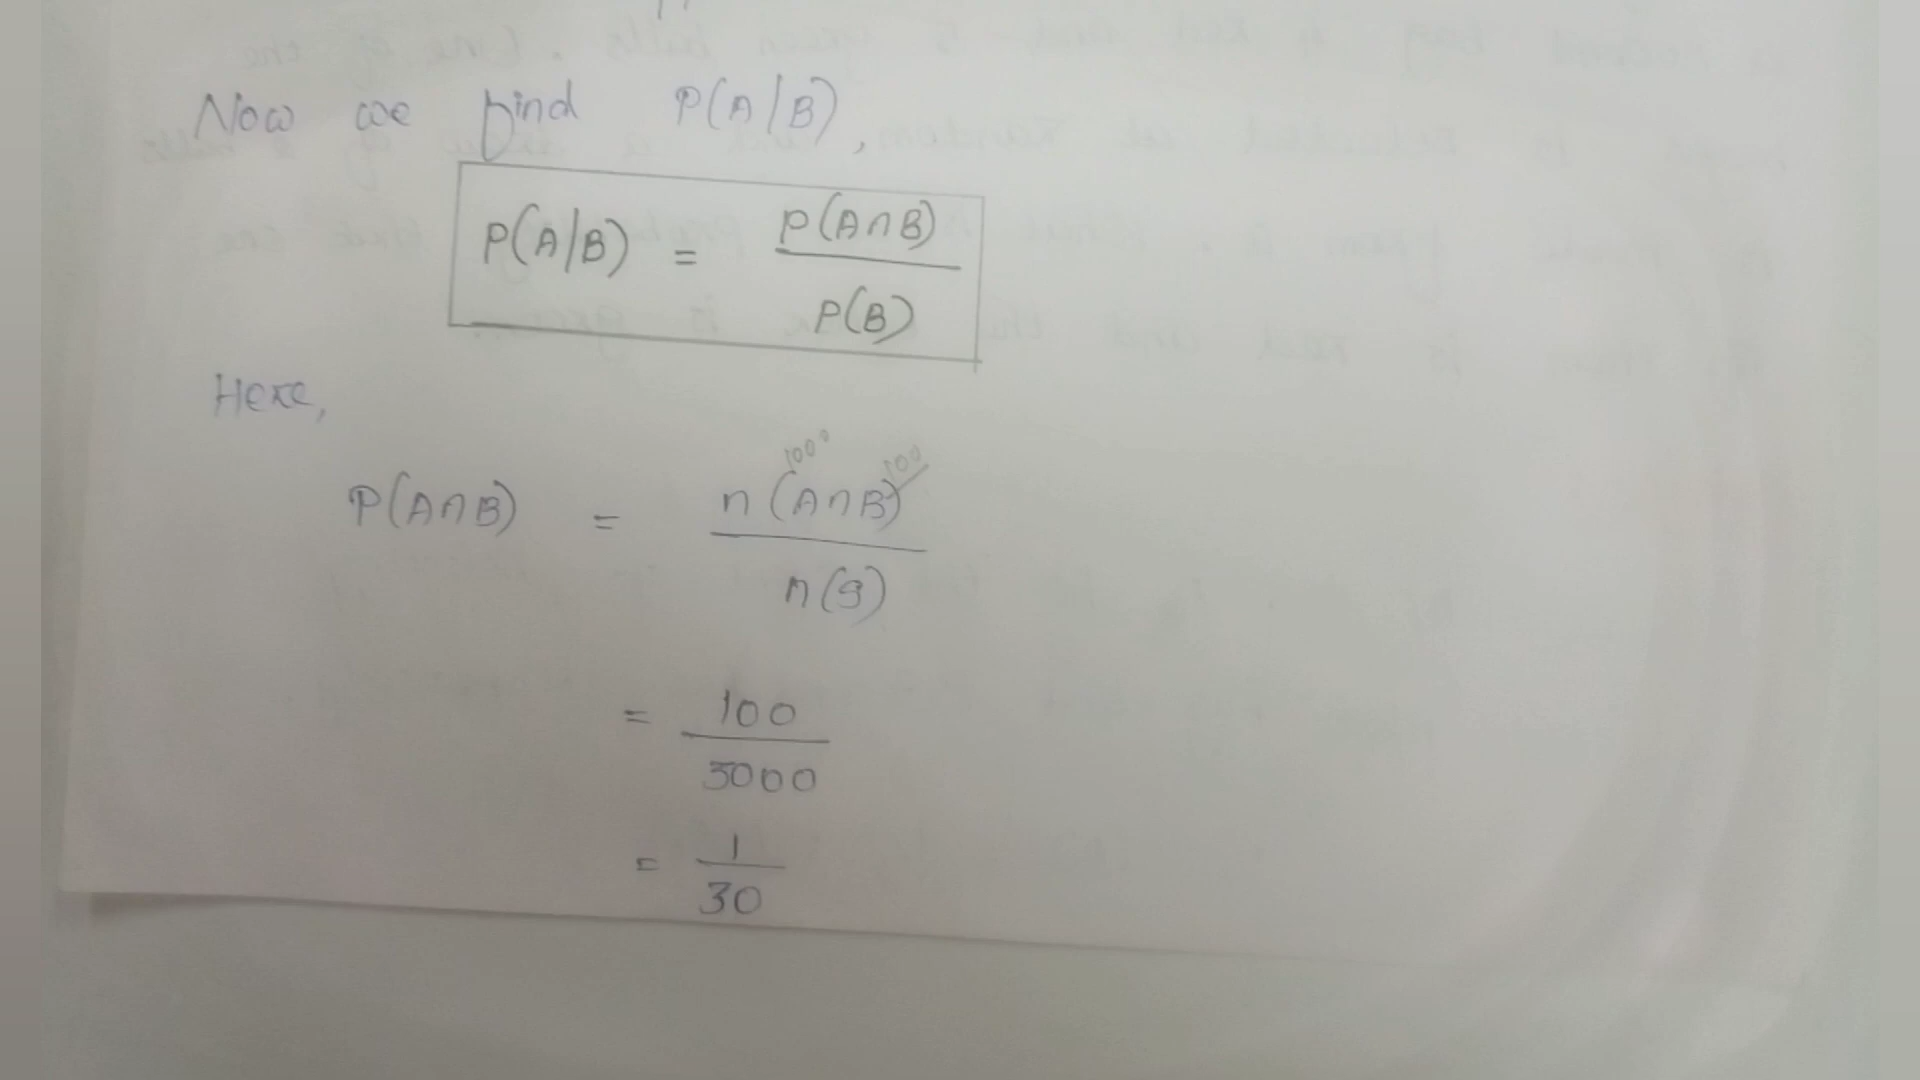 Now we find P(A/B),
P(A/B) = P(A∩B) / P(B)
Here,
P(A∩B) = n(A∩B) / n(S)
= 100 / 3000
= 1 / 30